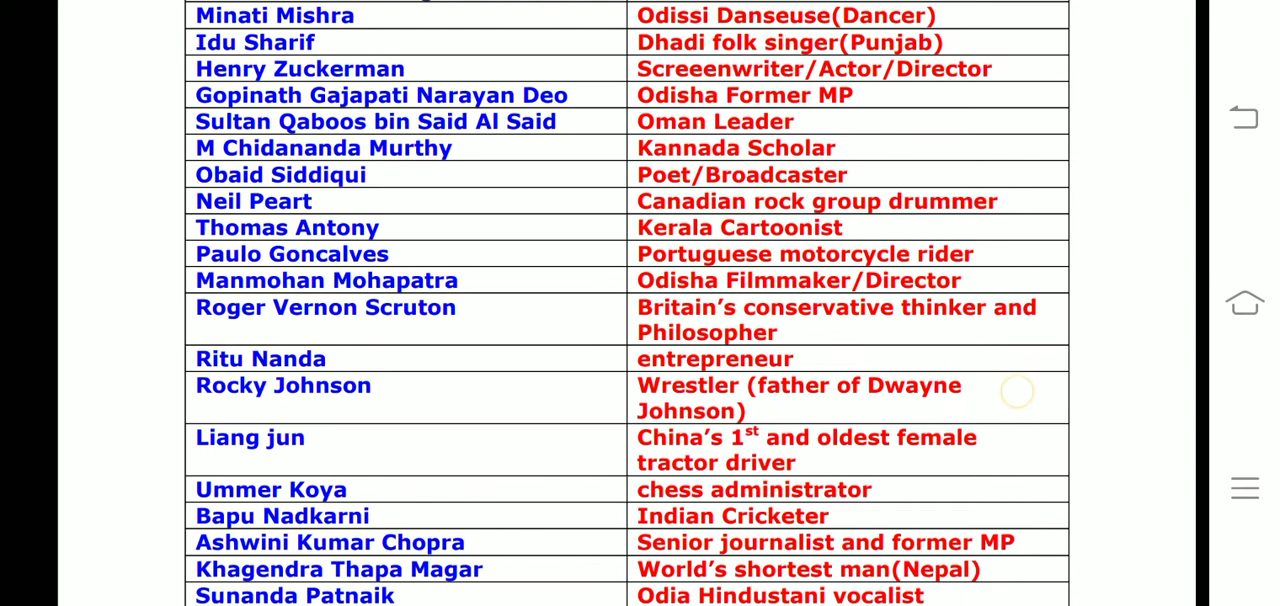 Minati Mishra Odissi Danseuse(Dancer)
Idu Sharif Dhadi folk singer(Punjab)
Henry Zuckerman Screeenwriter/Actor/Director
Gopinath Gajapati Narayan Deo Odisha Former MP
Sultan Qaboos bin Said Al Said Oman Leader
M Chidananda Murthy Kannada Scholar
Obaid Siddiqui Poet/Broadcaster
Neil Peart Canadian rock group drummer
Thomas Antony Kerala Cartoonist
Paulo Goncalves Portuguese motorcycle rider
Manmohan Mohapatra Odisha Filmmaker/Director
Roger Vernon Scruton Britain’s conservative thinker and
Philosopher
Ritu Nanda entrepreneur
Rocky Johnson Wrestler (father of Dwayne
Johnson)
Liang jun China’s 1st and oldest female
tractor driver
Ummer Koya chess administrator
Bapu Nadkarni Indian Cricketer
Ashwini Kumar Chopra Senior journalist and former MP
Khagendra Thapa Magar World’s shortest man(Nepal)
Sunanda Patnaik Odia Hindustani vocalist